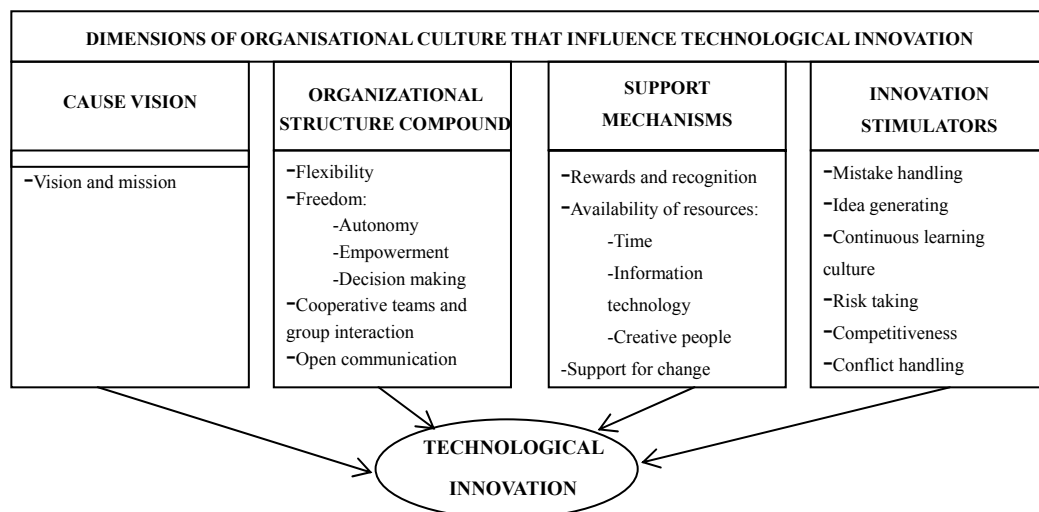 DIMENSIONS OF ORGANISATIONAL CULTURE THAT INFLUENCE TECHNOLOGICAL INNOVATION
CAUSE VISION
-Vision and mission
ORGANIZATIONAL
STRUCTURE COMPOUND
-Flexibility
-Freedom:
-Autonomy
-Empowerment
-Decision making
-Cooperative teams and
group interaction
-Open communication
SUPPORT
MECHANISMS
-Rewards and recognition
-Availability of resources:
-Time
-Information
technology
-Creative people
-Support for change
INNOVATION
STIMULATORS
-Mistake handling
-Idea generating
-Continuous learning
culture
-Risk taking
-Competitiveness
-Conflict handling
TECHNOLOGICAL
INNOVATION